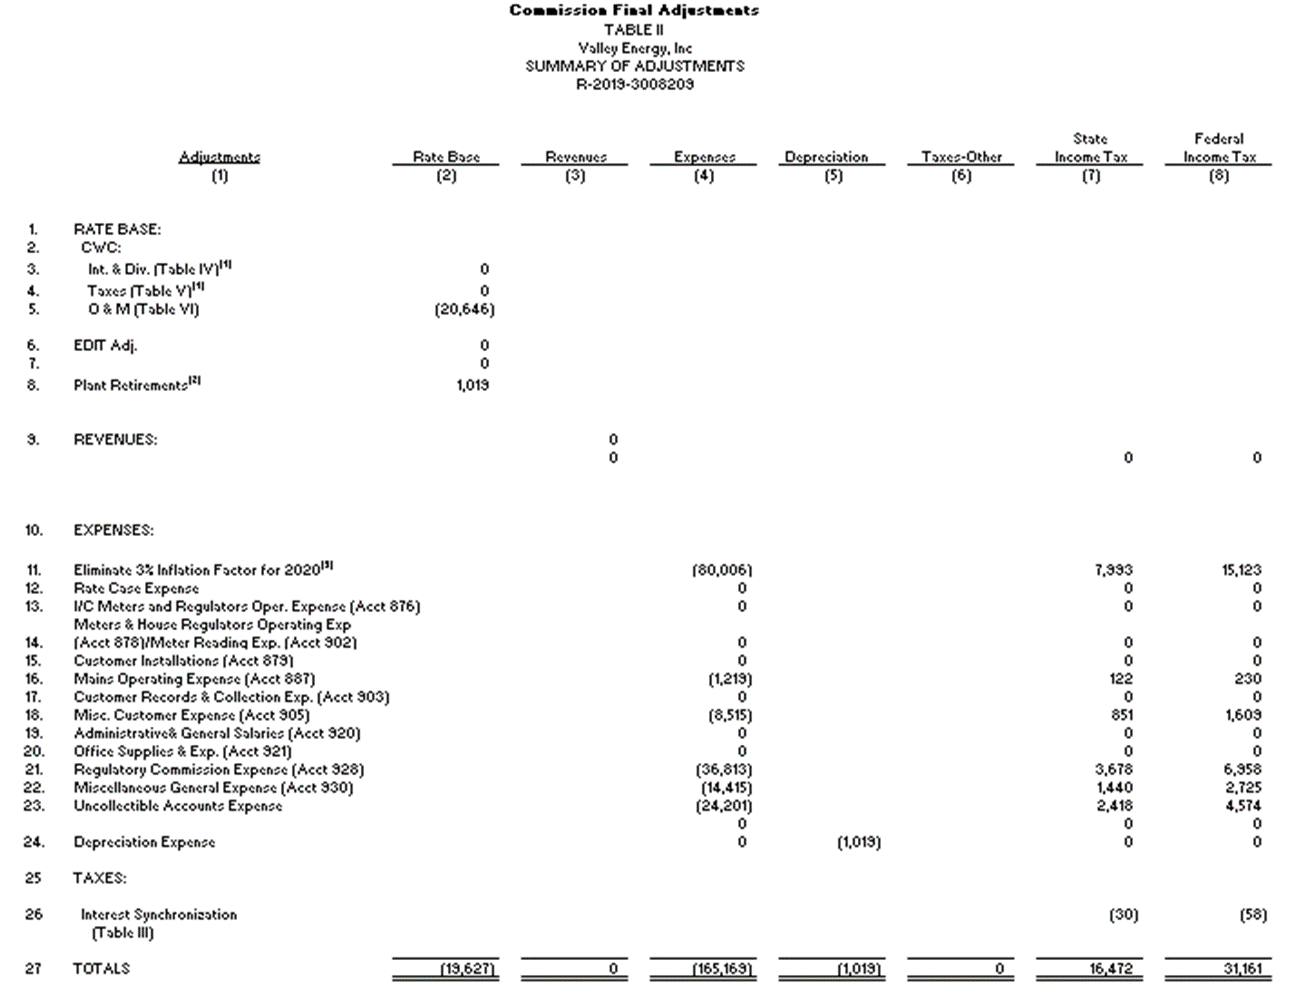 Commission Final Adjustments
TABLE II
Valley Energy, Inc
SUMMARY OF ADJUSTMENTS
R-2019-3008209
State Federal
Adjustments Rate Base Revenues Expenses Depreciation Taxes-Other Income Tax Income Tax
(1) (2) (3) (4) (5) (6) (7) (8)
1. RATE BASE:
2. CWC:
3. Int. & Div. (Table IV)[1] 0
4. Taxes (Table V)[1] 0
5. O & M (Table VI) (20,646)
6. EDIT Adj. 0
7. 0
8. Plant Retirements[2] 1,019
9. REVENUES: 0
0 0 0
10. EXPENSES:
11. Eliminate 3% Inflation Factor for 2020[3] (80,006) 7,993 15,123
12. Rate Case Expense 0 0 0
13. I/C Meters and Regulators Oper. Expense (Acct 876) 0 0 0
Meters & House Regulators Operating Exp
14. (Acct 878)/Meter Reading Exp. (Acct 902) 0 0 0
15. Customer Installations (Acct 879) 0 0 0
16. Mains Operating Expense (Acct 887) (1,219) 122 230
17. Customer Records & Collection Exp. (Acct 903) 0 0 0
18. Misc. Customer Expense (Acct 905) (8,515) 851 1,609
19. Administrative& General Salaries (Acct 920) 0 0 0
20. Office Supplies & Exp. (Acct 921) 0 0 0
21. Regulatory Commission Expense (Acct 928) (36,813) 3,678 6,958
22. Miscellaneous General Expense (Acct 930) (14,415) 1,440 2,725
23. Uncollectible Accounts Expense (24,201) 2,418 4,574
0 0 0
24. Depreciation Expense 0 (1,019) 0 0
25 TAXES:
26 Interest Synchronization (30) (58)
(Table III)
27 TOTALS (19,627) 0 (165,169) (1,019) 0 16,472 31,161